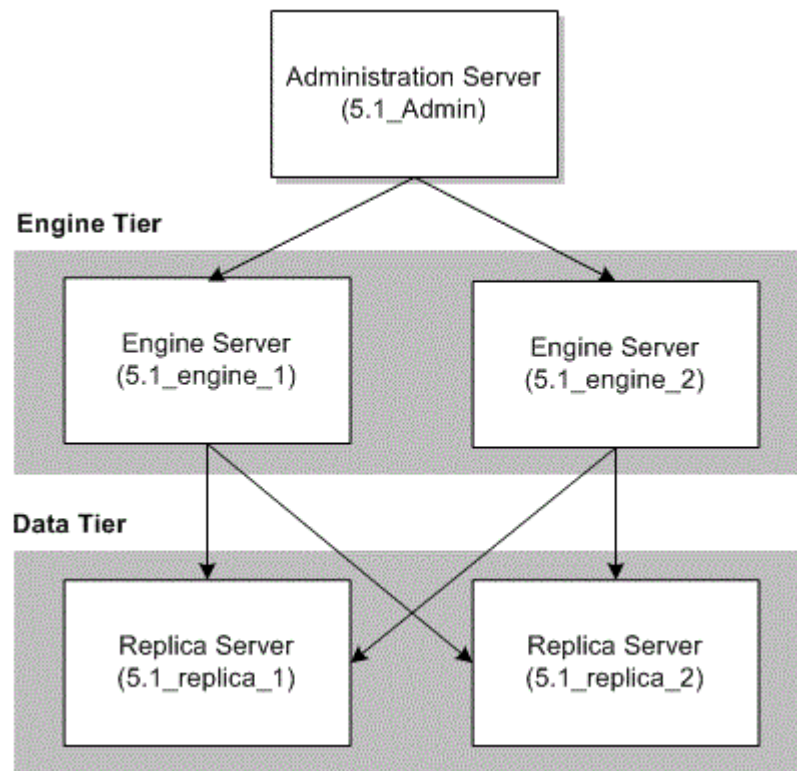 Administration Server
(5.1_Admin)
Engine Tier
Engine Server
(5.1_engine_1)
Engine Server
(5.1_engine_2)
Data Tier
Replica Server
(5.1_replica_1)
Replica Server
(5.1_replica_2)